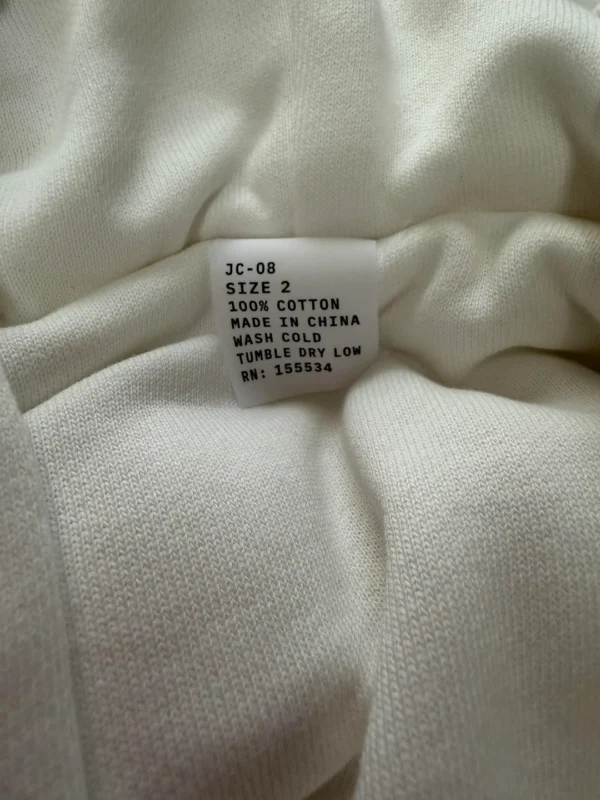 JC-08
SIZE 2
100% COTTON
MADE IN CHINA
WASH COLD
TUMBLE DRY LOW
RN: 155534